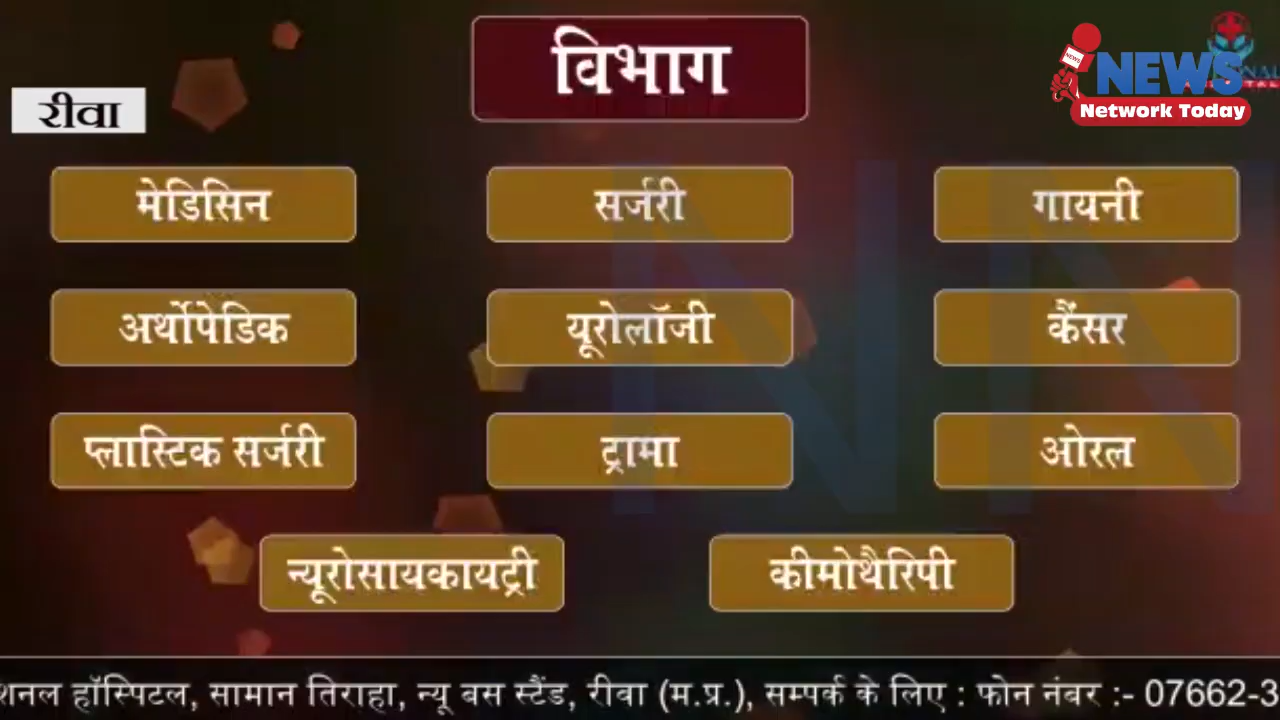 विभाग
रीवा
NEWS
Network Today
मेडिसिन
सर्जरी
गायनी
अर्थोपेडिक
यूरोलॉजी
कैंसर
प्लास्टिक सर्जरी
ट्रामा
ओरल
न्यूरोसायकायट्री
कीमोथैरिपी
शनल हॉस्पिटल, सामान तिराहा, न्यू बस स्टैंड, रीवा (म.प्र.), सम्पर्क के लिए : फोन नंबर :- 07662-3